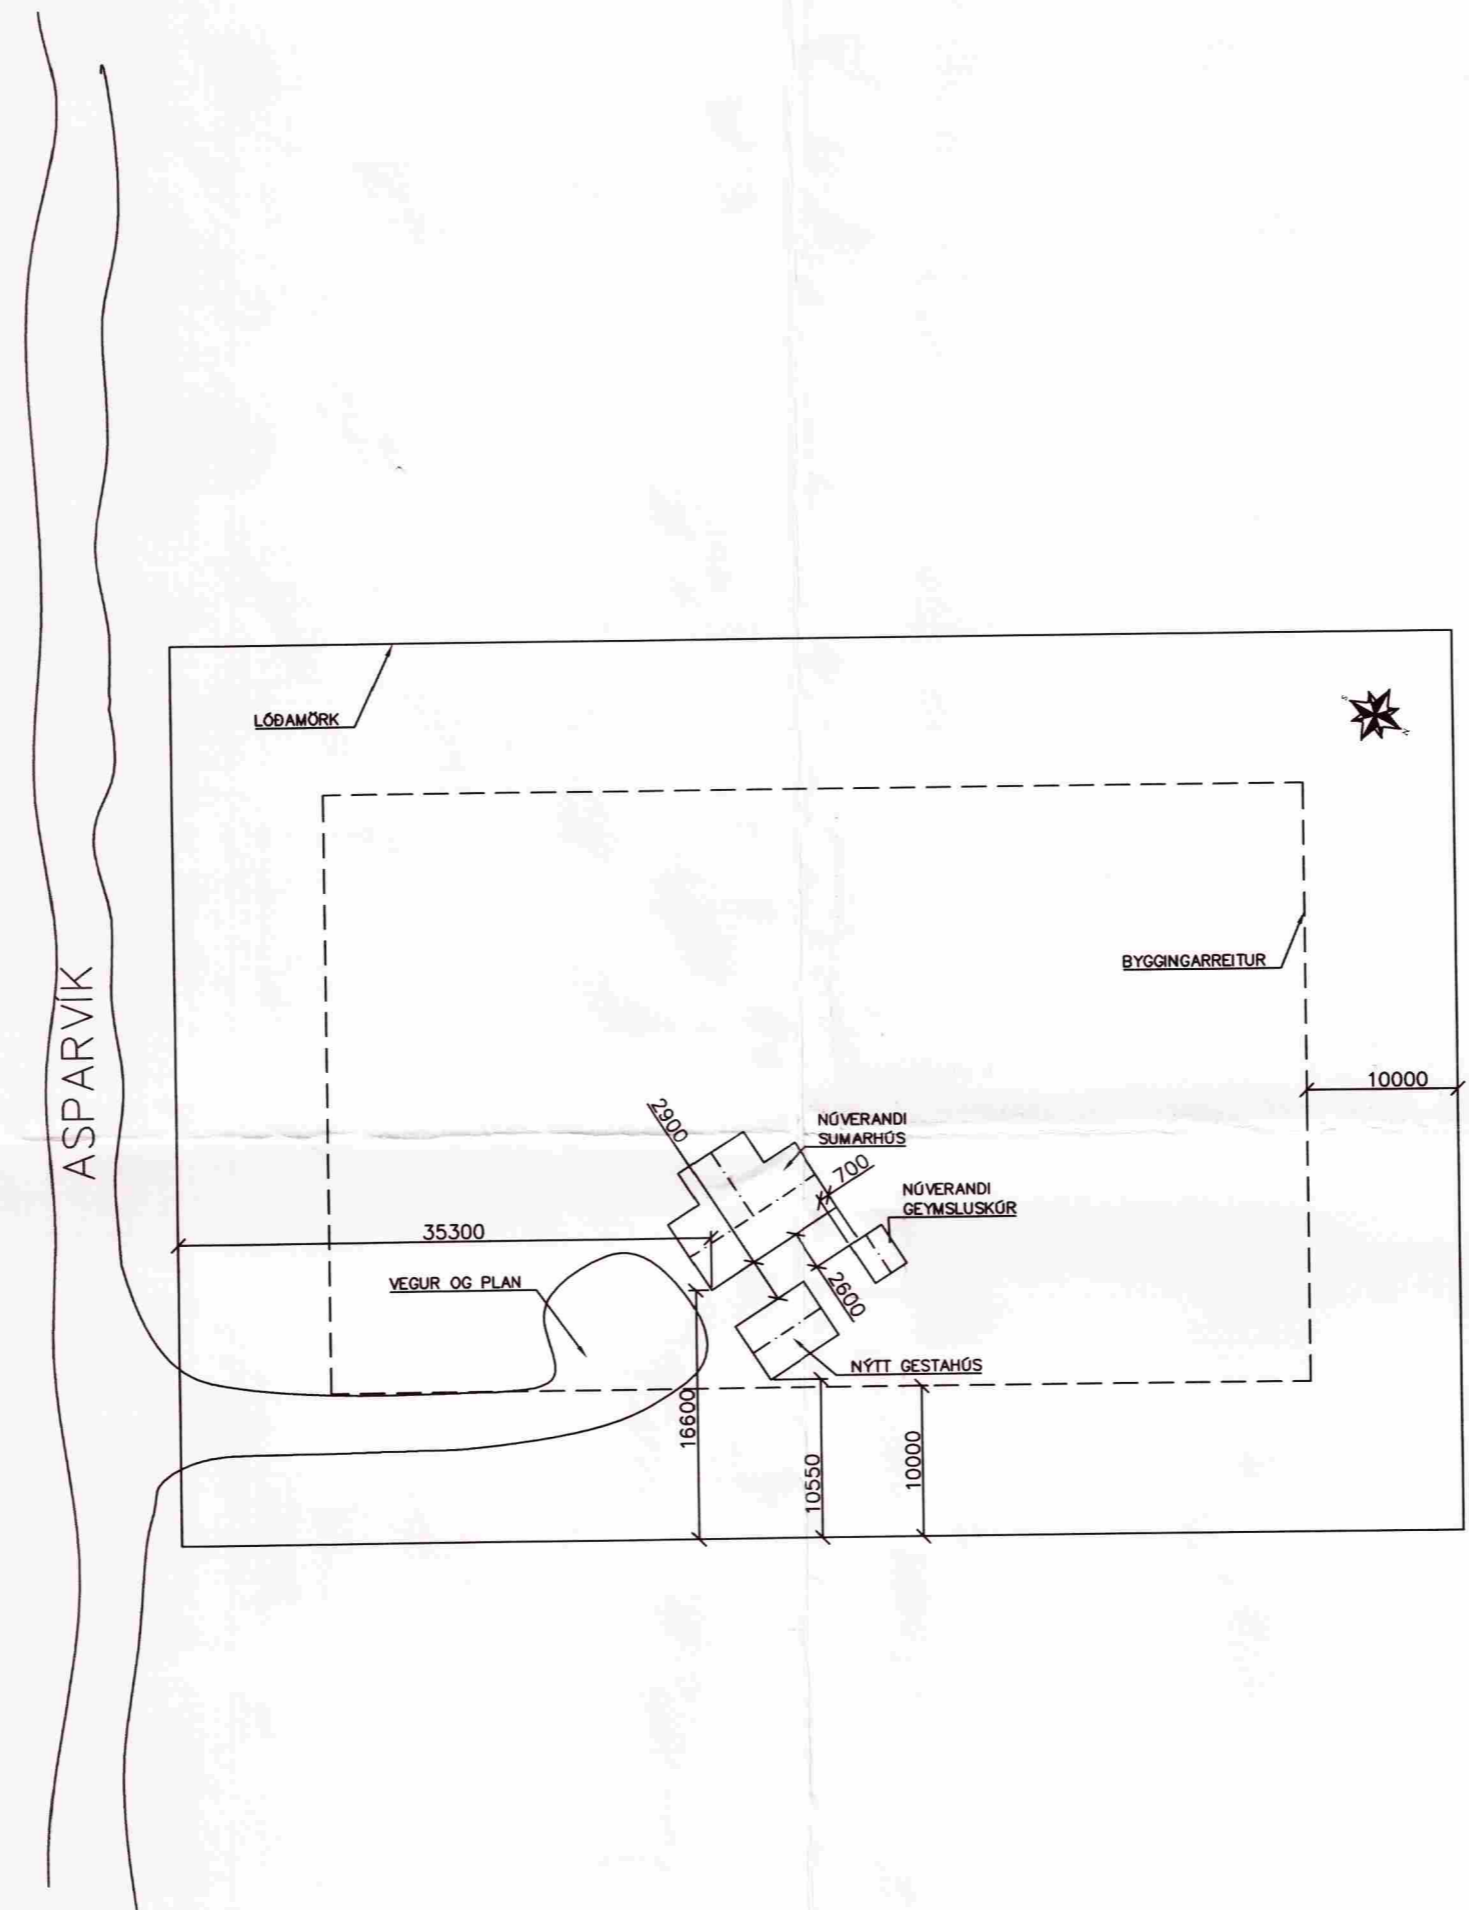 LÓÐAMÖRK
BYGGINGARREITUR
ASPARVÍK
10000
2900
NÚVERANDI
SUMARHÚS
700
NÚVERANDI
GEYMSLUSKÚR
35300
VEGUR OG PLAN
2600
NÝTT GESTAHÚS
16600
10550
10000